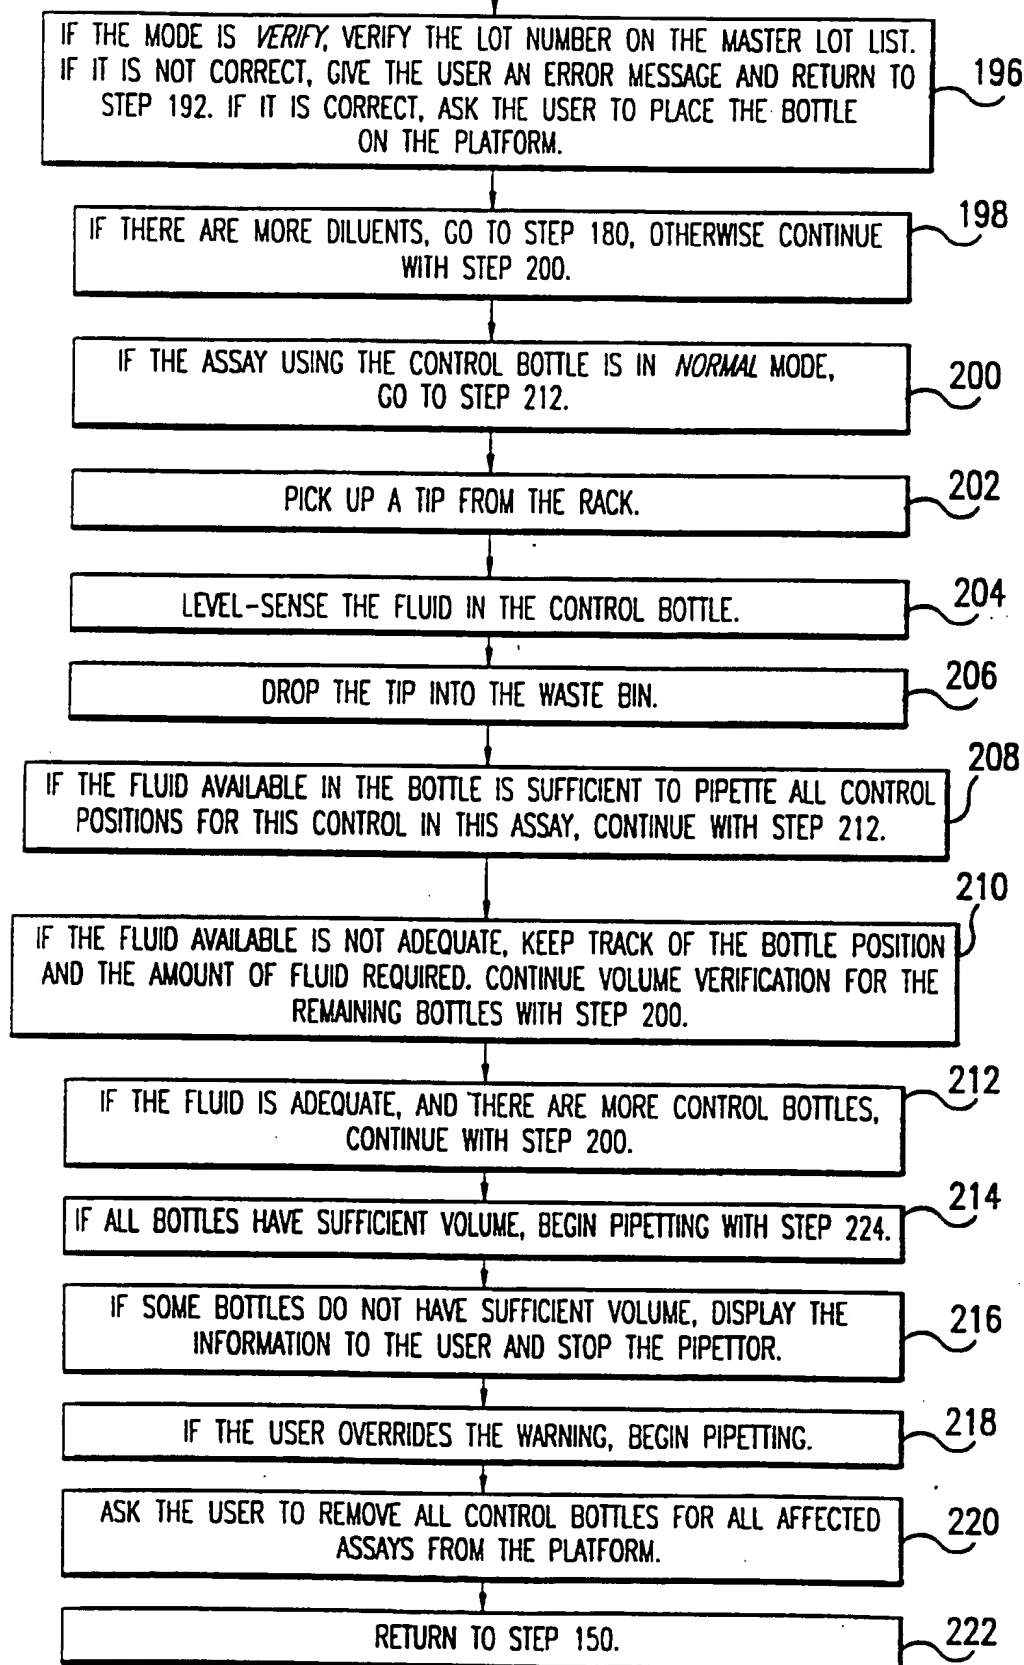 IF THE MODE IS VERIFY, VERIFY THE LOT NUMBER ON THE MASTER LOT LIST.
IF IT IS NOT CORRECT, GIVE THE USER AN ERROR MESSAGE AND RETURN TO
STEP 192. IF IT IS CORRECT, ASK THE USER TO PLACE THE BOTTLE
ON THE PLATFORM.
196
IF THERE ARE MORE DILUENTS, GO TO STEP 180, OTHERWISE CONTINUE
WITH STEP 200.
198
IF THE ASSAY USING THE CONTROL BOTTLE IS IN NORMAL MODE,
GO TO STEP 212.
200
PICK UP A TIP FROM THE RACK.
202
LEVEL-SENSE THE FLUID IN THE CONTROL BOTTLE.
204
DROP THE TIP INTO THE WASTE BIN.
206
IF THE FLUID AVAILABLE IN THE BOTTLE IS SUFFICIENT TO PIPETTE ALL CONTROL
POSITIONS FOR THIS CONTROL IN THIS ASSAY, CONTINUE WITH STEP 212.
208
IF THE FLUID AVAILABLE IS NOT ADEQUATE, KEEP TRACK OF THE BOTTLE POSITION
AND THE AMOUNT OF FLUID REQUIRED. CONTINUE VOLUME VERIFICATION FOR THE
REMAINING BOTTLES WITH STEP 200.
210
IF THE FLUID IS ADEQUATE, AND THERE ARE MORE CONTROL BOTTLES,
CONTINUE WITH STEP 200.
212
IF ALL BOTTLES HAVE SUFFICIENT VOLUME, BEGIN PIPETTING WITH STEP 224.
214
IF SOME BOTTLES DO NOT HAVE SUFFICIENT VOLUME, DISPLAY THE
INFORMATION TO THE USER AND STOP THE PIPETTOR.
216
IF THE USER OVERRIDES THE WARNING, BEGIN PIPETTING.
218
ASK THE USER TO REMOVE ALL CONTROL BOTTLES FOR ALL AFFECTED
ASSAYS FROM THE PLATFORM.
220
RETURN TO STEP 150.
222